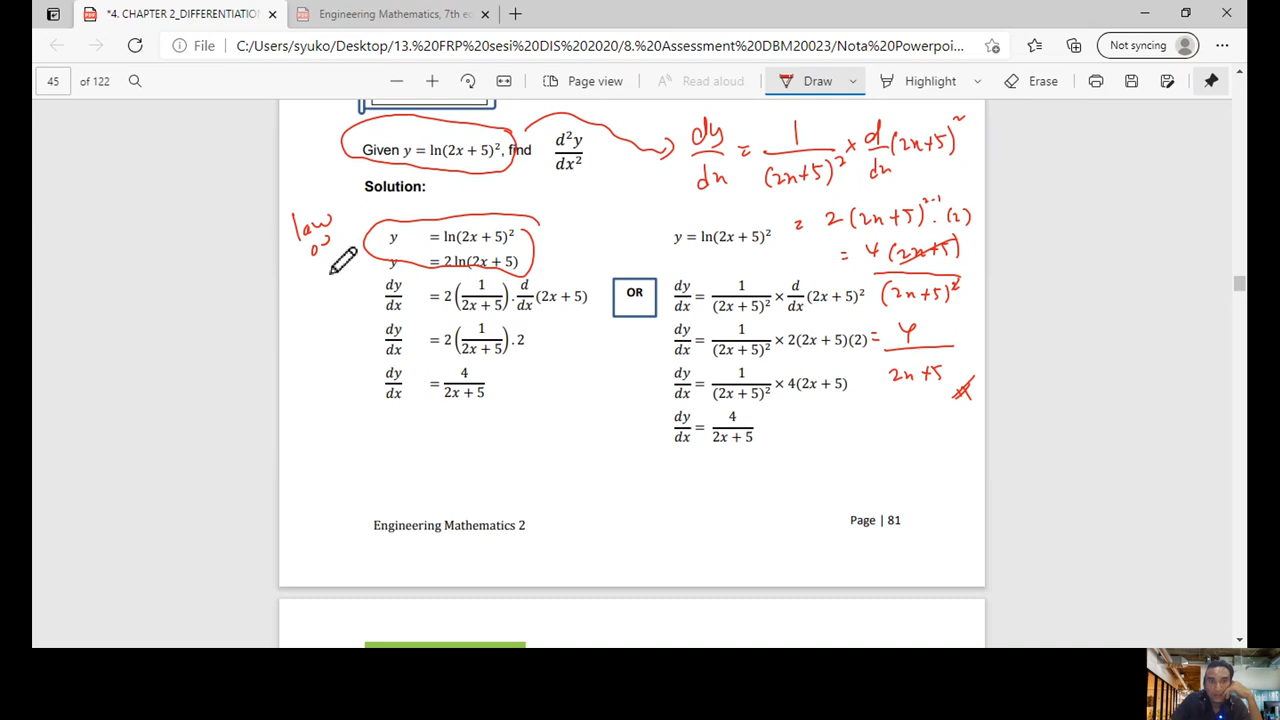 *4. CHAPTER 2_DIFFERENTIATIO
Engineering Mathematics, 7th e
File
C:/Users/syuko/Desktop/13.%20FRP%20sesi%20DIS%202020/8.%20Assessment%20DBM20023/Nota%20Powerpoi...
Not syncing
45 of 122
Page view
Read aloud
Draw
Highlight
Erase
Given y = ln(2x + 5)², find d²y/dx²
dy/dx = 1/(2x+5)² × d/dx (2x+5)²
Solution:
= 2(2x+5)²⁻¹ · (2)
= 4(2x+5)/(2x+5)²
= 4/2x+5
law
y = ln(2x + 5)²
y = 2 ln(2x + 5)
dy/dx = 2(1/2x + 5) . d/dx (2x + 5)
dy/dx = 2(1/2x + 5) . 2
dy/dx = 4/2x + 5
OR
y = ln(2x + 5)²
dy/dx = 1/(2x + 5)² × d/dx (2x + 5)²
dy/dx = 1/(2x + 5)² × 2(2x + 5)(2)
dy/dx = 1/(2x + 5)² × 4(2x + 5)
dy/dx = 4/2x + 5
Engineering Mathematics 2
Page | 81